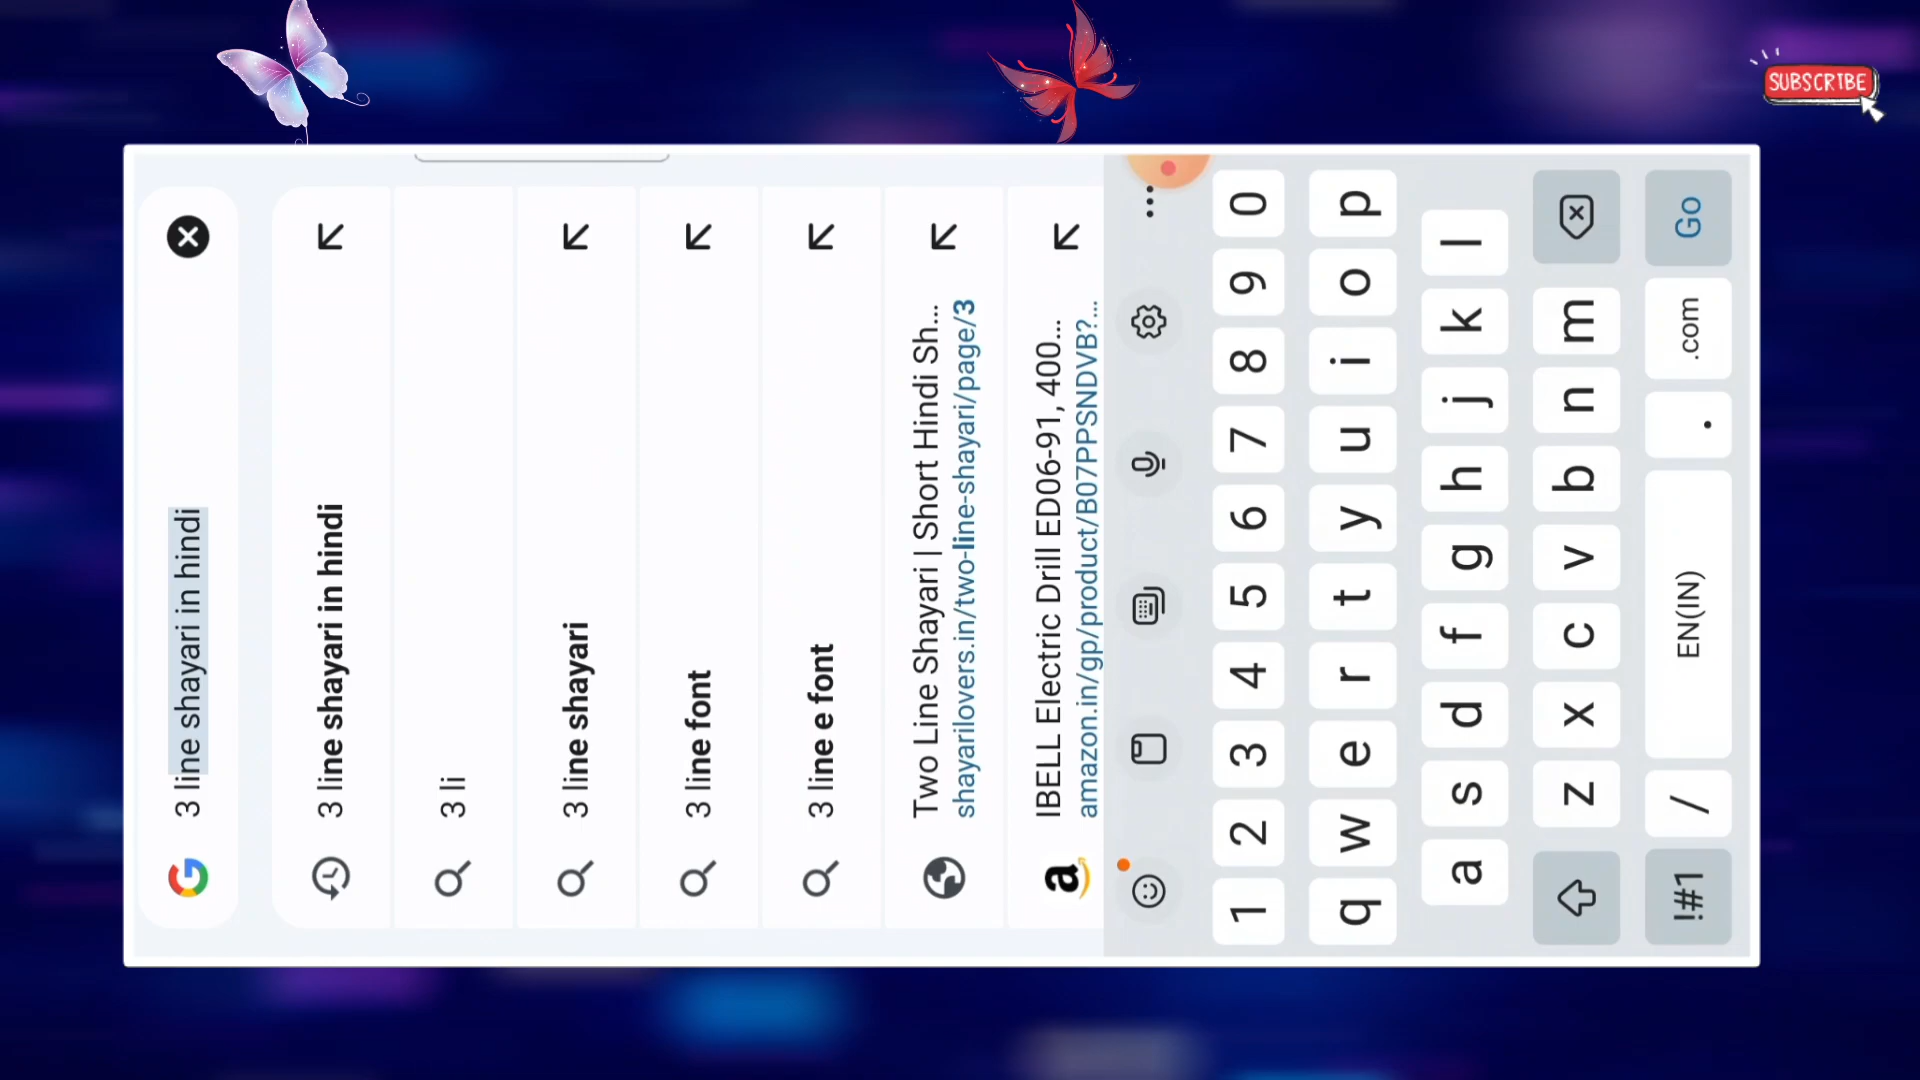 SUBSCRIBE
3 line shayari in hindi
3 line shayari in hindi
3 li
3 line shayari
3 line font
3 line e font
Two Line Shayari | Short Hindi Sh...
shayarilovers.in/two-line-shayari/page/3
IBELL Electric Drill ED06-91, 400...
amazon.in/gp/product/B07PPSNDVB?...
1 2 3 4 5 6 7 8 9 0
q w e r t y u i o p
a s d f g h j k l
z x c v b n m
!#1 / EN(IN) . .com Go